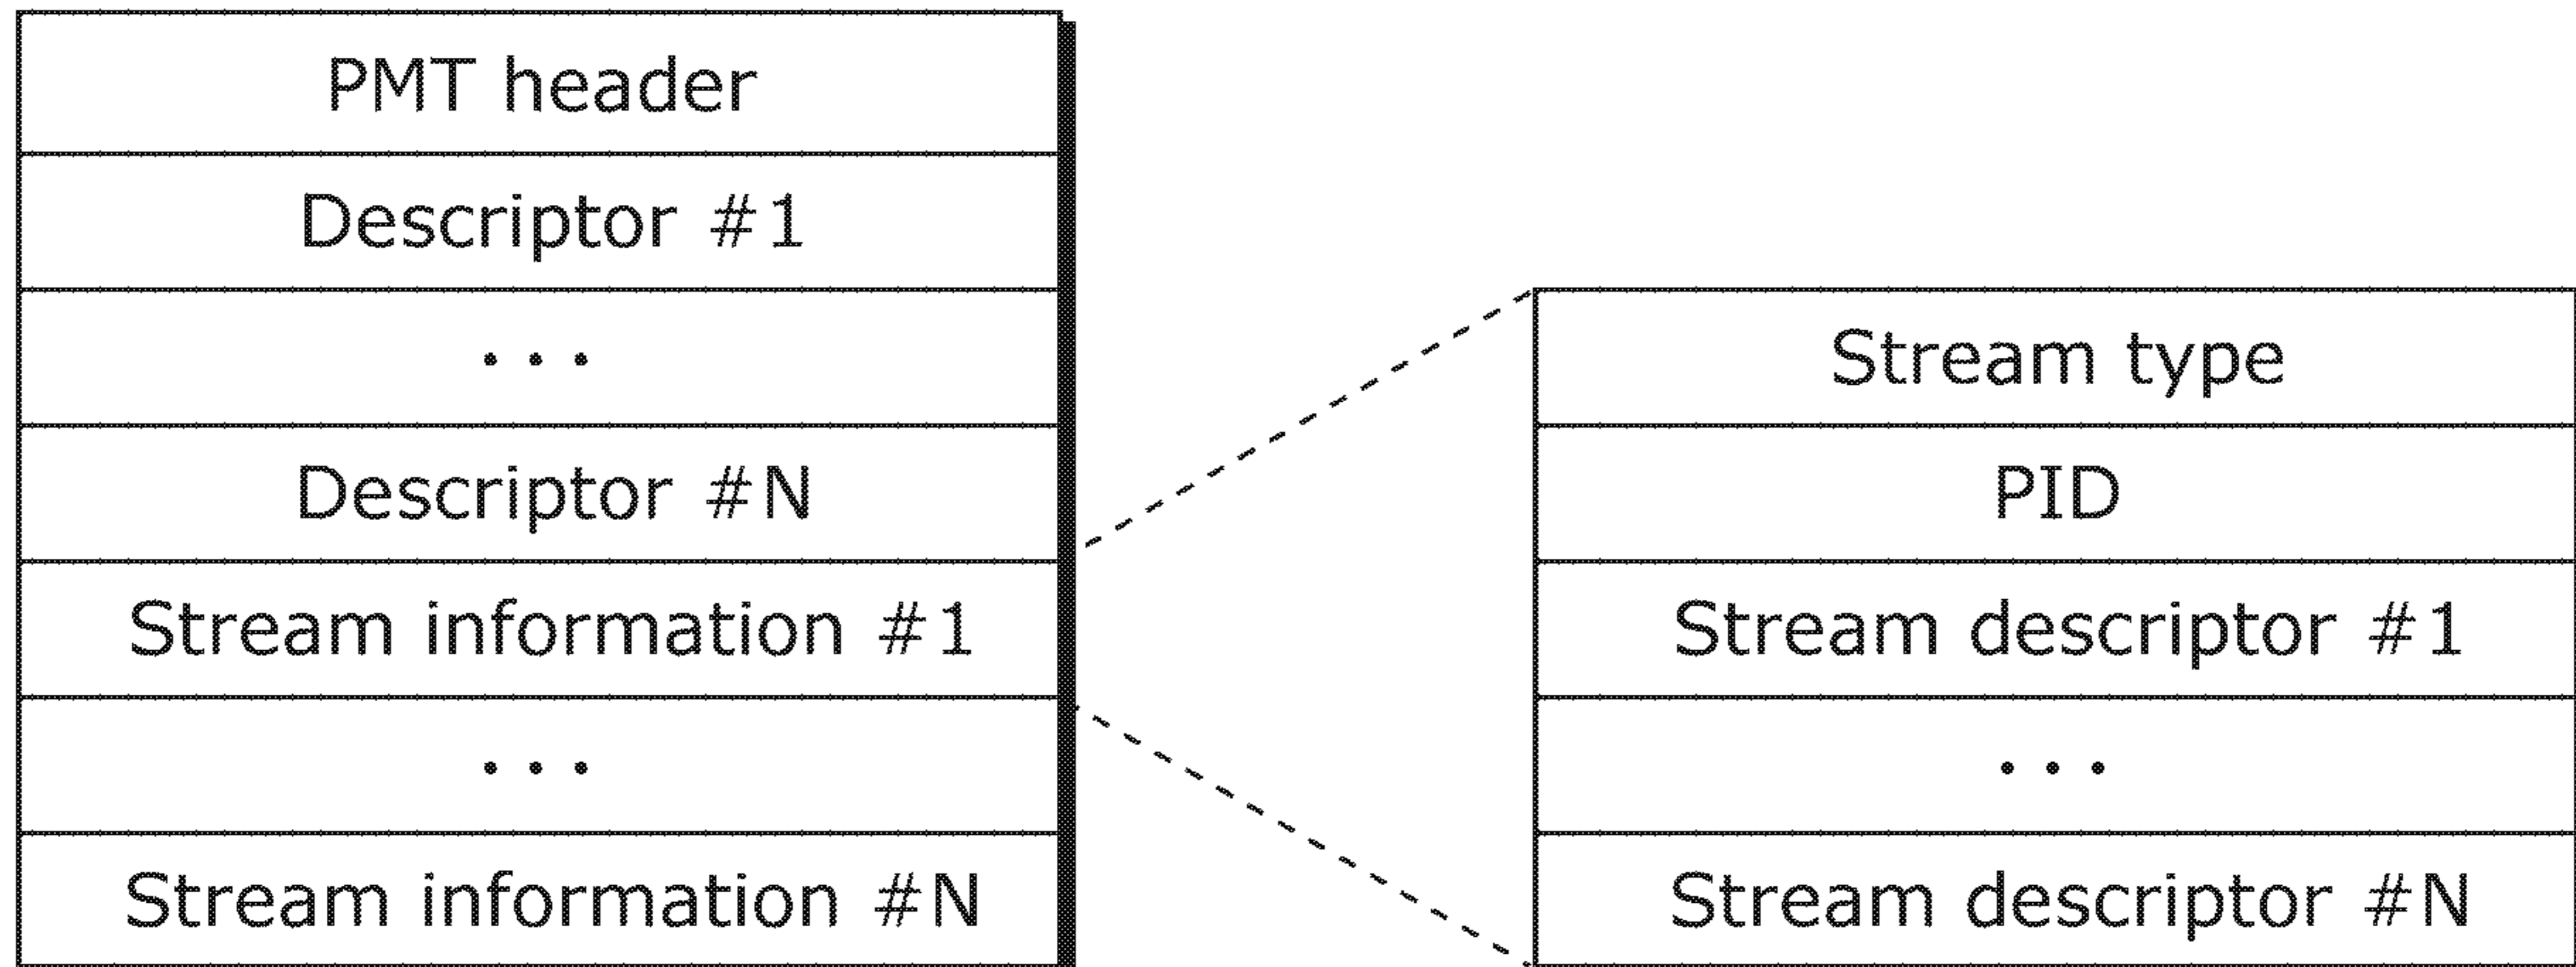 PMT header
Descriptor #1
...
Descriptor #N
Stream information #1
...
Stream information #N
Stream type
PID
Stream descriptor #1
...
Stream descriptor #N